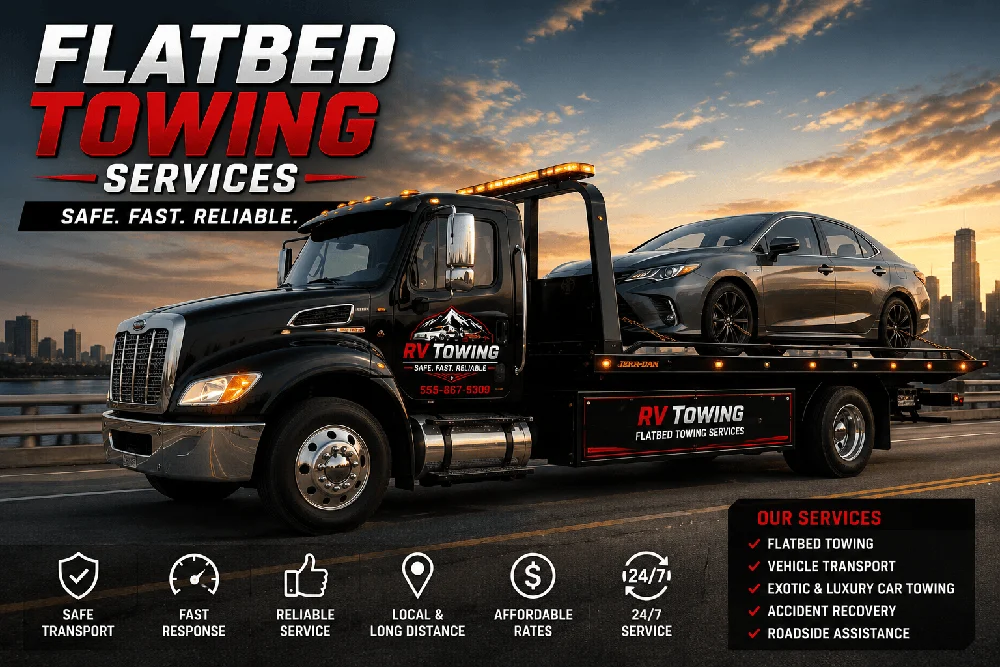 FLATBED
TOWING
SERVICES
SAFE. FAST. RELIABLE.
RV TOWING
SAFE. FAST. RELIABLE.
555-867-5309
JERR-DAN
RV TOWING
FLATBED TOWING SERVICES
SAFE
TRANSPORT
FAST
RESPONSE
RELIABLE
SERVICE
LOCAL &
LONG DISTANCE
AFFORDABLE
RATES
24/7
24/7
SERVICE
OUR SERVICES
FLATBED TOWING
VEHICLE TRANSPORT
EXOTIC & LUXURY CAR TOWING
ACCIDENT RECOVERY
ROADSIDE ASSISTANCE